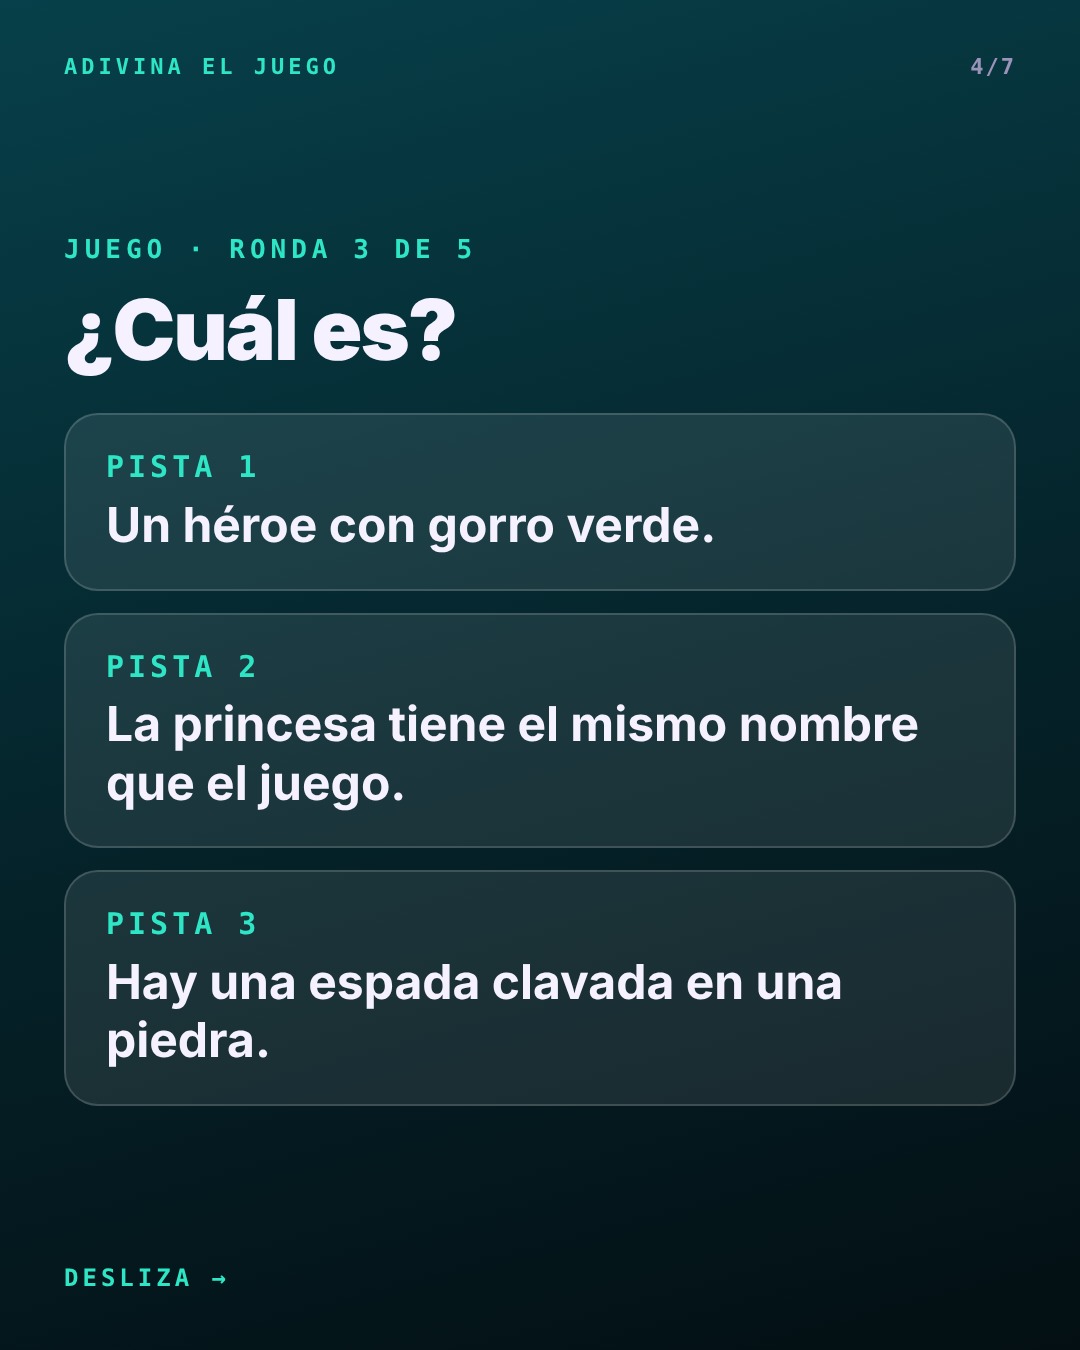 ADIVINA EL JUEGO
4/7
JUEGO · RONDA 3 DE 5
¿Cuál es?
PISTA 1
Un héroe con gorro verde.
PISTA 2
La princesa tiene el mismo nombre
que el juego.
PISTA 3
Hay una espada clavada en una
piedra.
DESLIZA →